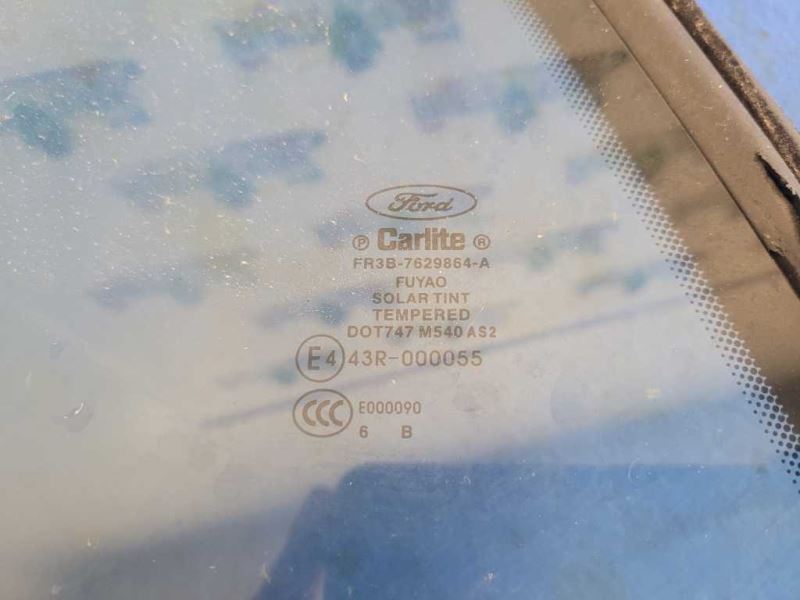 Ford
P Carlite ®
FR3B-7629864-A
FUYAO
SOLAR TINT
TEMPERED
DOT747 M540 AS2
E4 43R-000055
CCC E000090
6 B